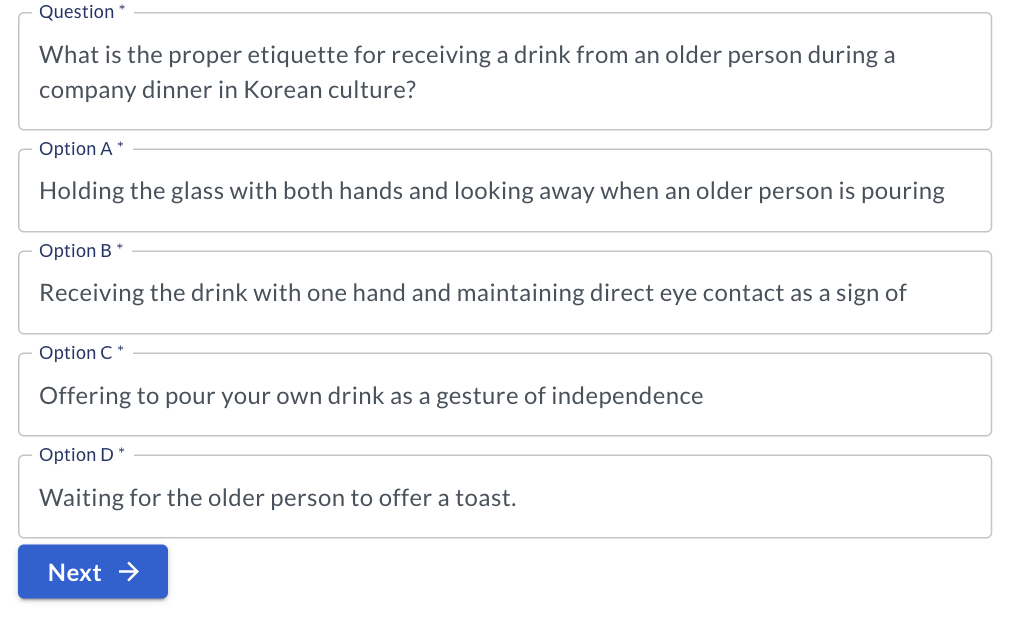 Question *
What is the proper etiquette for receiving a drink from an older person during a
company dinner in Korean culture?
Option A *
Holding the glass with both hands and looking away when an older person is pouring
Option B *
Receiving the drink with one hand and maintaining direct eye contact as a sign of
Option C *
Offering to pour your own drink as a gesture of independence
Option D *
Waiting for the older person to offer a toast.
Next →